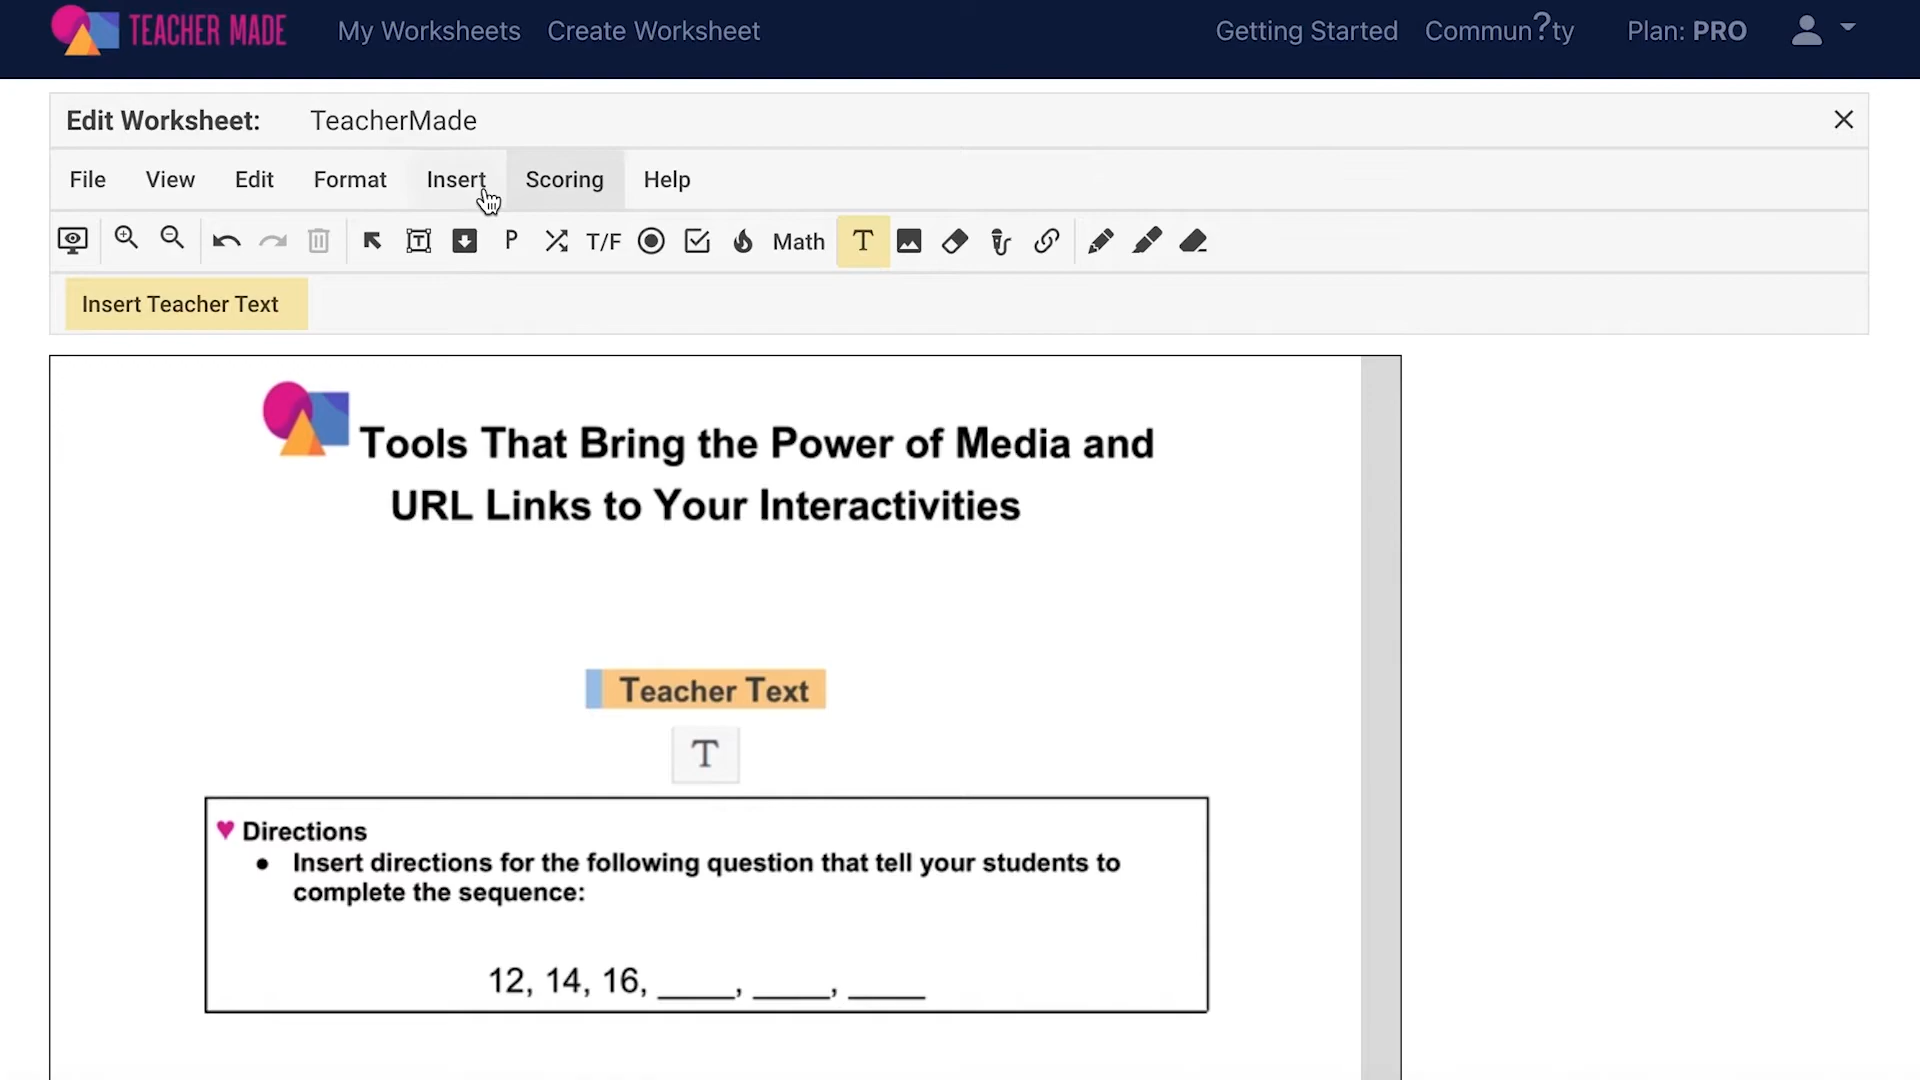 TEACHER MADE My Worksheets Create Worksheet Getting Started Commun?ty Plan: PRO
Edit Worksheet: TeacherMade
File View Edit Format Insert Scoring Help
P T/F Math T
Insert Teacher Text
Tools That Bring the Power of Media and
URL Links to Your Interactivities
Teacher Text
T
♥ Directions
● Insert directions for the following question that tell your students to
complete the sequence:
12, 14, 16, ____, ____, ____